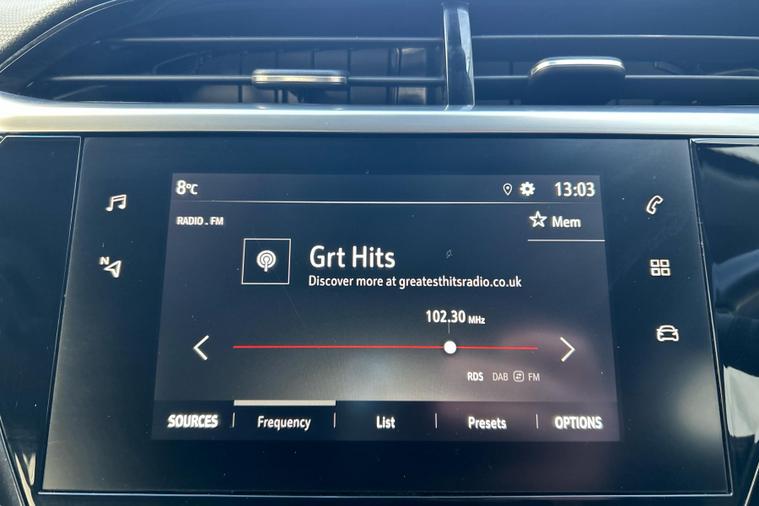 8°C
13:03
RADIO . FM
Mem
Grt Hits
Discover more at greatesthitsradio.co.uk
102.30 MHz
N
RDS DAB FM
SOURCES Frequency List Presets OPTIONS